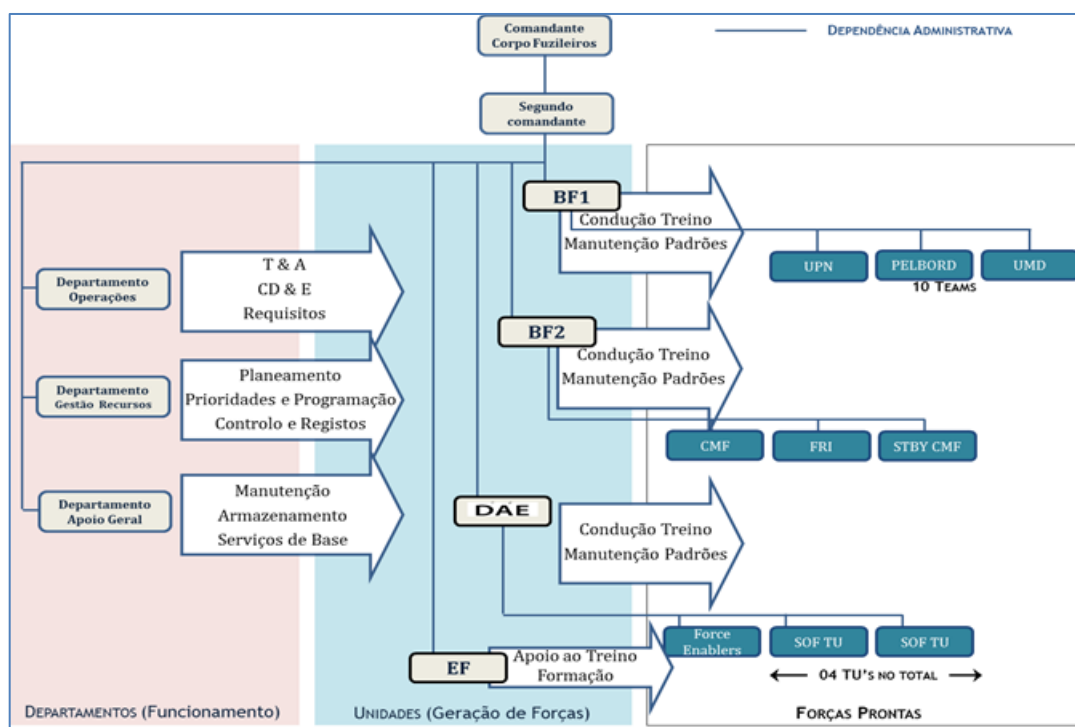 Comandante
Corpo Fuzileiros
DEPENDÊNCIA ADMINISTRATIVA
Segundo
comandante
BF1
Condução Treino
Manutenção Padrões
UPN
PELBORD
UMD
10 TEAMS
Departamento
Operações
T & A
CD & E
Requisitos
BF2
Condução Treino
Manutenção Padrões
Departamento
Gestão Recursos
Planeamento
Prioridades e Programação
Controlo e Registos
CMF
FRI
STBY CMF
Departamento
Apoio Geral
Manutenção
Armazenamento
Serviços de Base
DAE
Condução Treino
Manutenção Padrões
Force
Enablers
SOF TU
SOF TU
EF
Apoio ao Treino
Formação
04 TU'S NO TOTAL
DEPARTAMENTOS (Funcionamento)
UNIDADES (Geração de Forças)
FORÇAS PRONTAS